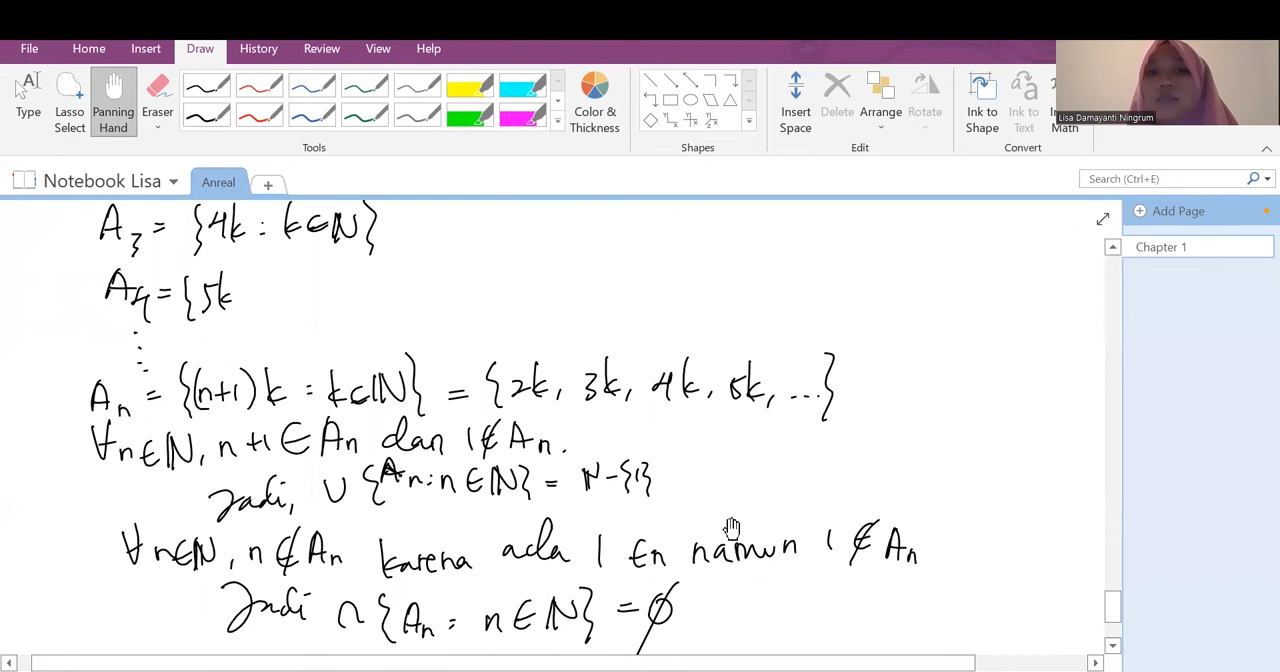 File Home Insert Draw History Review View Help
Type Lasso Select Panning Hand Eraser Color & Thickness Insert Space Delete Arrange Rotate Ink to Shape Ink to Text Math
Tools Shapes Edit Convert
Lisa Damayanti Ningrum
Notebook Lisa Anreal Search (Ctrl+E)
Add Page
Chapter 1
A₃ = {4k : k∈ℕ}
A₄ = {5k
⋮
Aₙ = {(n+1)k : k∈ℕ} = {2k, 3k, 4k, 5k, ...}
∀n∈ℕ, n+1 ∈ Aₙ dan 1∉Aₙ.
Jadi, ∪ {Aₙ : n∈ℕ} = ℕ-{1}
∀n∈ℕ, n∉Aₙ karena ada 1 ∈n namun 1 ∉ Aₙ
Jadi ∩ {Aₙ : n∈ℕ} = ∅